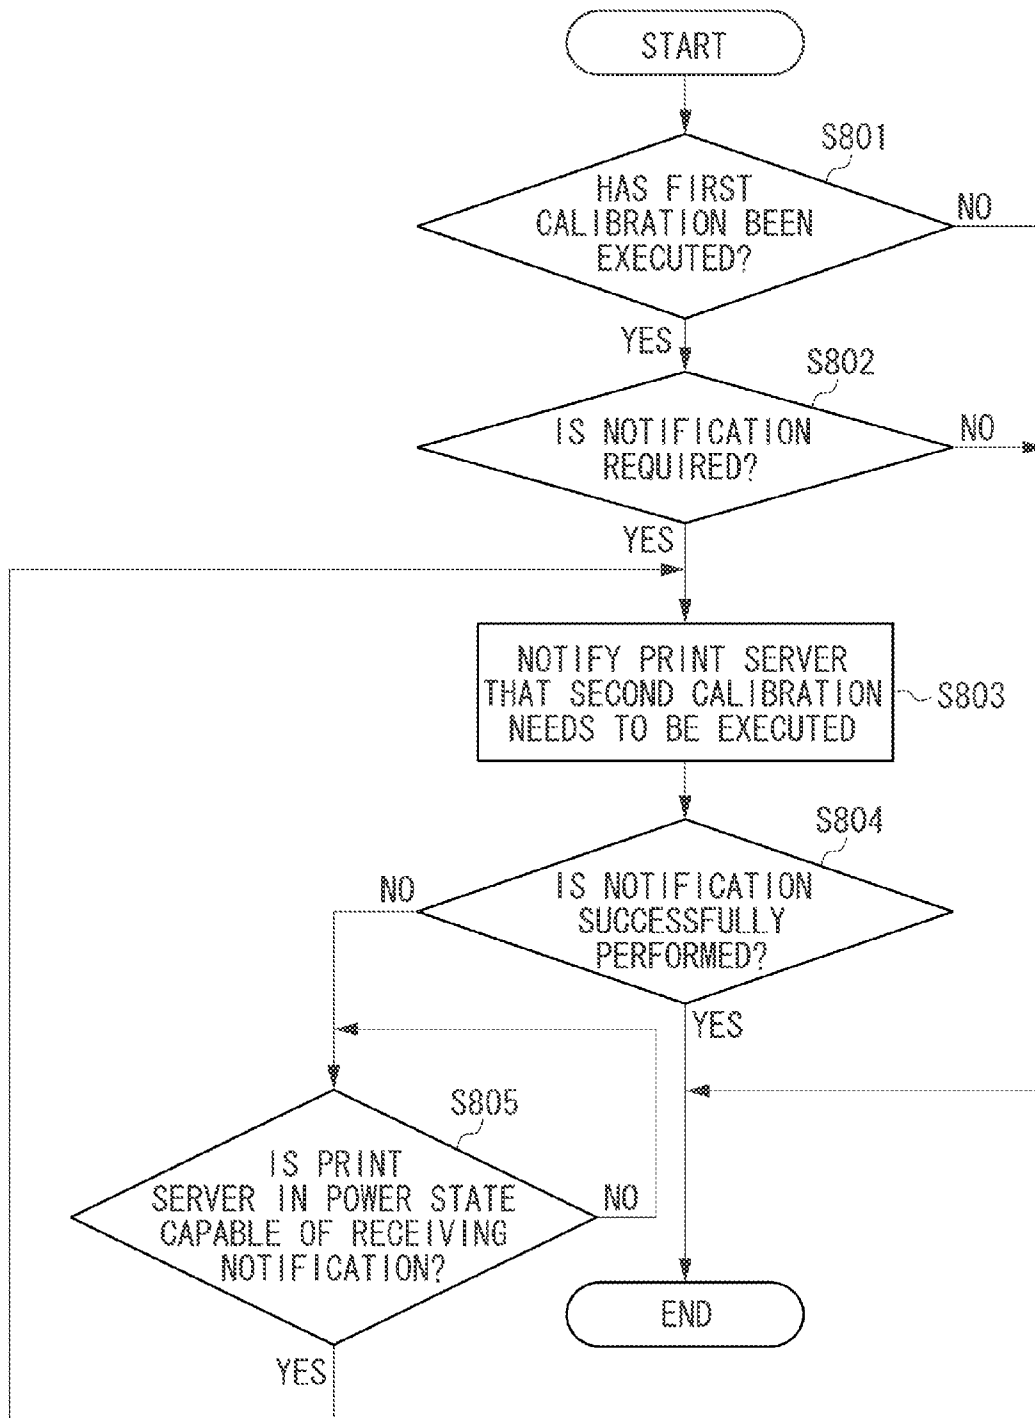 START
S801
HAS FIRST
CALIBRATION BEEN
EXECUTED?
NO
YES
S802
IS NOTIFICATION
REQUIRED?
NO
YES
NOTIFY PRINT SERVER
THAT SECOND CALIBRATION
NEEDS TO BE EXECUTED
S803
S804
NO
IS NOTIFICATION
SUCCESSFULLY
PERFORMED?
YES
S805
IS PRINT
SERVER IN POWER STATE
CAPABLE OF RECEIVING
NOTIFICATION?
NO
END
YES